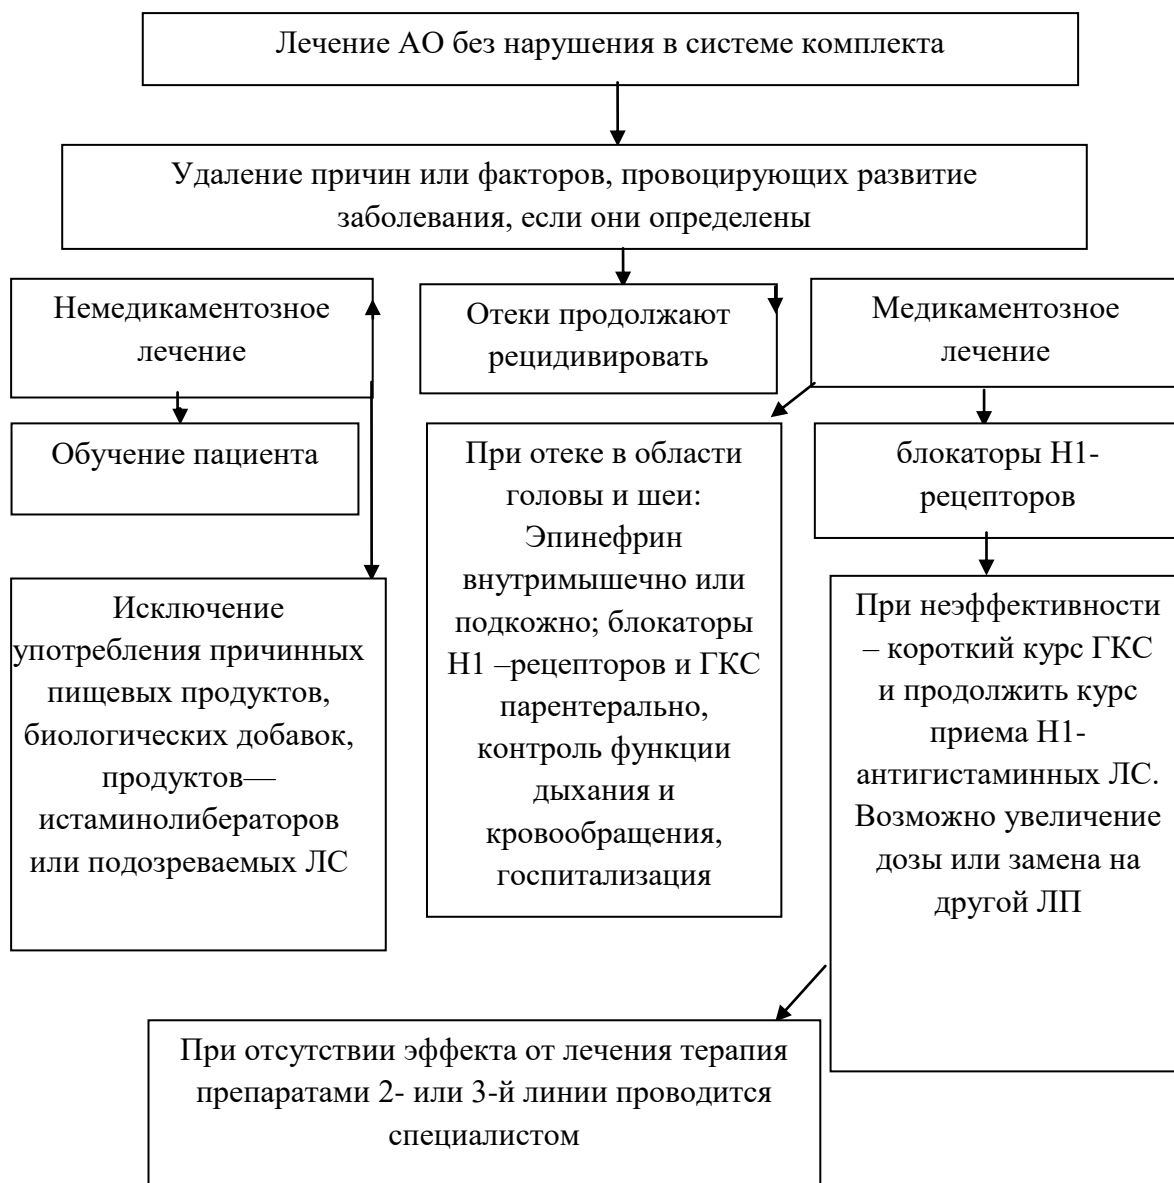 Лечение АО без нарушения в системе комплекта
Удаление причин или факторов, провоцирующих развитие
заболевания, если они определены
Немедикаментозное
лечение
Отеки продолжают
рецидивировать
Медикаментозное
лечение
Обучение пациента
При отеке в области
головы и шеи:
Эпинефрин
внутримышечно или
подкожно; блокаторы
Н1 –рецепторов и ГКС
парентерально,
контроль функции
дыхания и
кровообращения,
госпитализация
блокаторы Н1-
рецепторов
Исключение
употребления причинных
пищевых продуктов,
биологических добавок,
продуктов—
истаминолибераторов
или подозреваемых ЛС
При неэффективности
– короткий курс ГКС
и продолжить курс
приема Н1-
антигистаминных ЛС.
Возможно увеличение
дозы или замена на
другой ЛП
При отсутствии эффекта от лечения терапия
препаратами 2- или 3-й линии проводится
специалистом